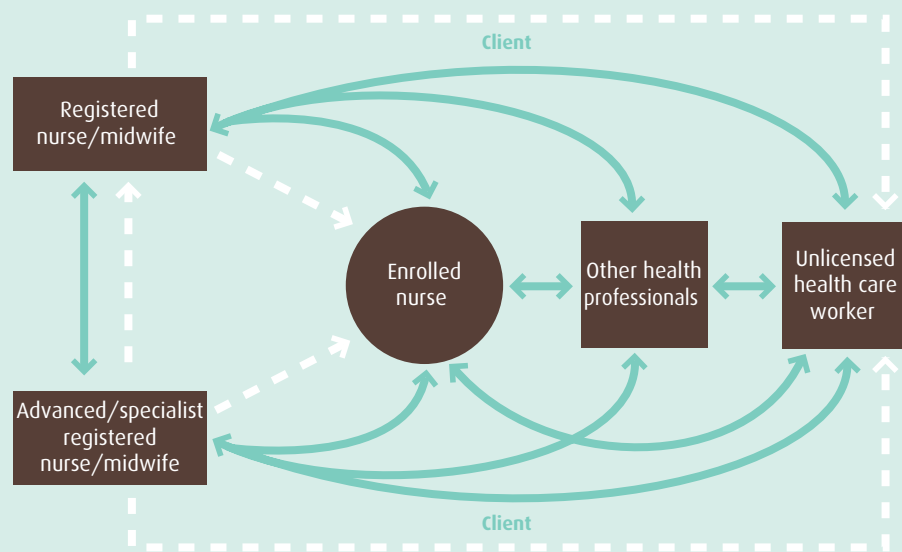 Client
Registered
nurse/midwife
Enrolled
nurse
Other health
professionals
Unlicensed
health care
worker
Advanced/specialist
registered
nurse/midwife
Client